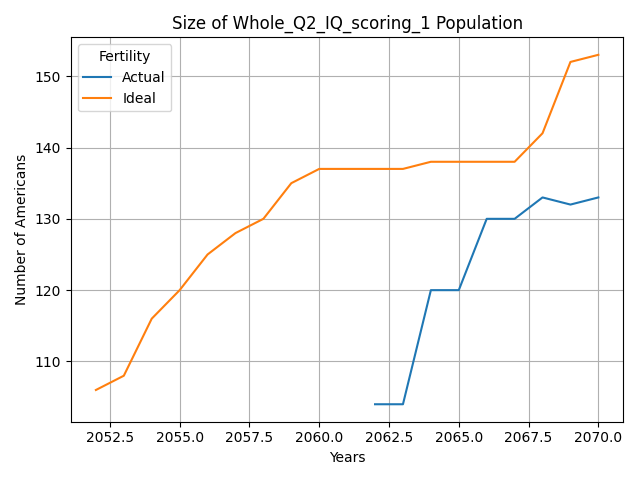 Size of Whole_Q2_IQ_scoring_1 Population
Fertility
Actual
Ideal
Number of Americans
150
140
130
120
110
2052.5 2055.0 2057.5 2060.0 2062.5 2065.0 2067.5 2070.0
Years